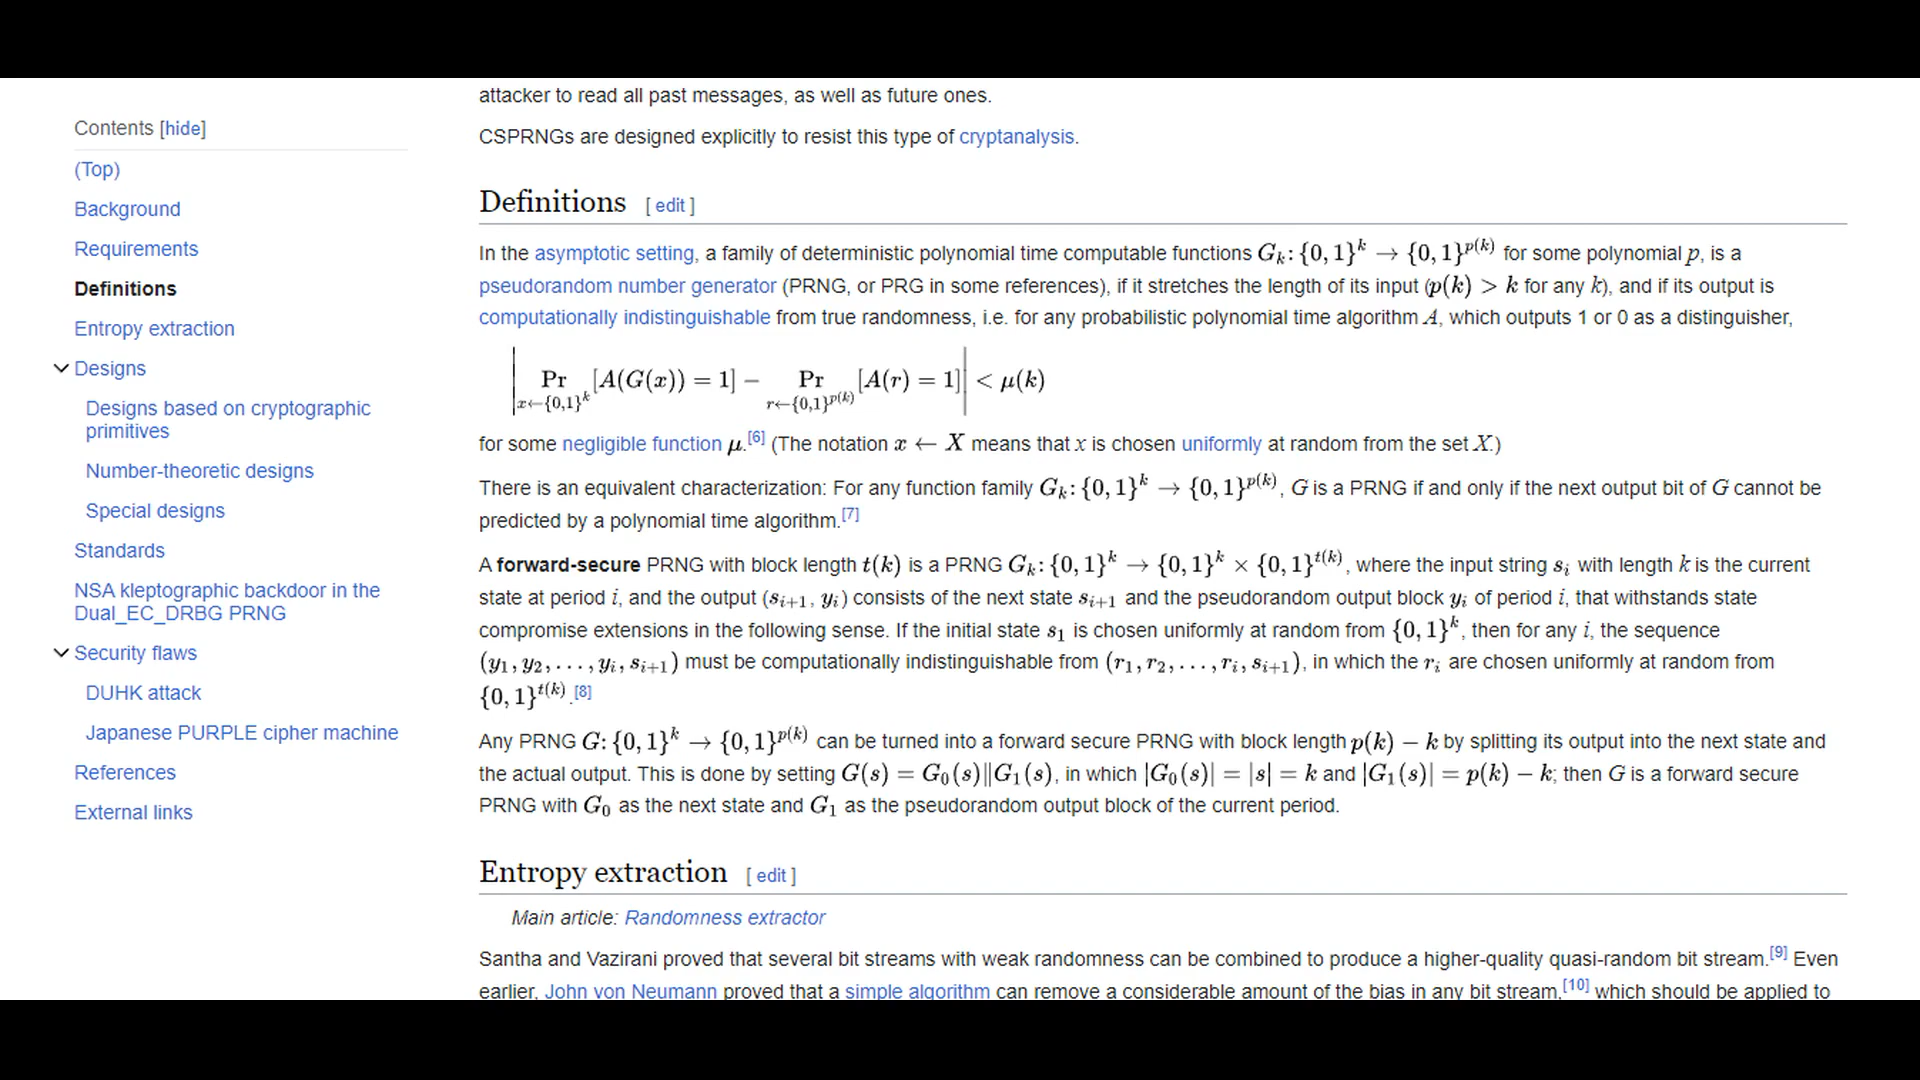 Contents [hide]
(Top)
Background
Requirements
Definitions
Entropy extraction
Designs
Designs based on cryptographic
primitives
Number-theoretic designs
Special designs
Standards
NSA kleptographic backdoor in the
Dual_EC_DRBG PRNG
Security flaws
DUHK attack
Japanese PURPLE cipher machine
References
External links
attacker to read all past messages, as well as future ones.
CSPRNGs are designed explicitly to resist this type of cryptanalysis.
Definitions [ edit ]
In the asymptotic setting, a family of deterministic polynomial time computable functions G_k: {0, 1}^k → {0, 1}^{p(k)} for some polynomial p, is a
pseudorandom number generator (PRNG, or PRG in some references), if it stretches the length of its input (p(k) > k for any k), and if its output is
computationally indistinguishable from true randomness, i.e. for any probabilistic polynomial time algorithm A, which outputs 1 or 0 as a distinguisher,
|Pr_{x←{0,1}^k}[A(G(x)) = 1] − Pr_{r←{0,1}^{p(k)}}[A(r) = 1]| < μ(k)
for some negligible function μ.[6] (The notation x ← X means that x is chosen uniformly at random from the set X.)
There is an equivalent characterization: For any function family G_k: {0, 1}^k → {0, 1}^{p(k)}, G is a PRNG if and only if the next output bit of G cannot be
predicted by a polynomial time algorithm.[7]
A forward-secure PRNG with block length t(k) is a PRNG G_k: {0, 1}^k → {0, 1}^k × {0, 1}^{t(k)}, where the input string s_i with length k is the current
state at period i, and the output (s_{i+1}, y_i) consists of the next state s_{i+1} and the pseudorandom output block y_i of period i, that withstands state
compromise extensions in the following sense. If the initial state s_1 is chosen uniformly at random from {0, 1}^k, then for any i, the sequence
(y_1, y_2, . . . , y_i, s_{i+1}) must be computationally indistinguishable from (r_1, r_2, . . . , r_i, s_{i+1}), in which the r_i are chosen uniformly at random from
{0, 1}^{t(k)}.[8]
Any PRNG G: {0, 1}^k → {0, 1}^{p(k)} can be turned into a forward secure PRNG with block length p(k) − k by splitting its output into the next state and
the actual output. This is done by setting G(s) = G_0(s)‖G_1(s), in which |G_0(s)| = |s| = k and |G_1(s)| = p(k) − k; then G is a forward secure
PRNG with G_0 as the next state and G_1 as the pseudorandom output block of the current period.
Entropy extraction [ edit ]
Main article: Randomness extractor
Santha and Vazirani proved that several bit streams with weak randomness can be combined to produce a higher-quality quasi-random bit stream.[9] Even
earlier, John von Neumann proved that a simple algorithm can remove a considerable amount of the bias in any bit stream,[10] which should be applied to